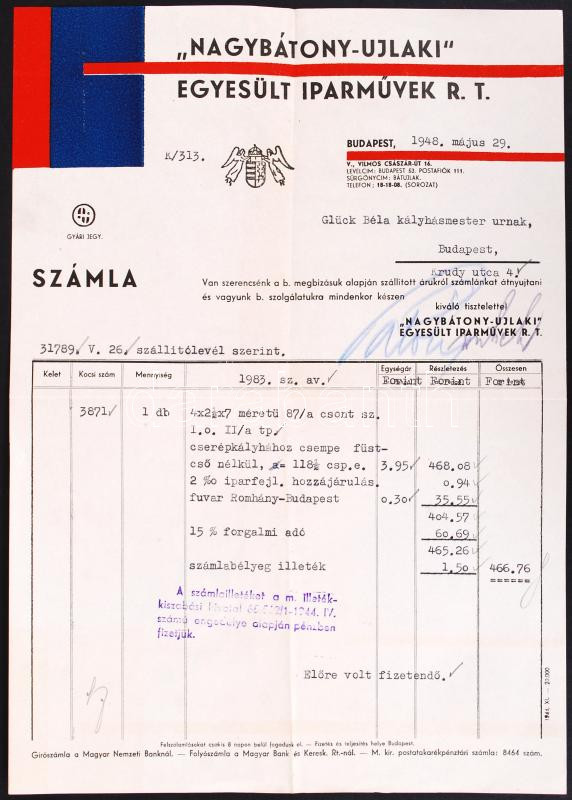 „NAGYBÁTONY-UJLAKI“
EGYESÜLT IPARMŰVEK R. T.
K/313.
BUDAPEST, 1948. május 29.
V., VILMOS CSÁSZÁR-ÚT 16.
LEVÉLCÍM: BUDAPEST 53. POSTAFIÓK 111.
SÜRGÖNYCÍM: BÁTUJLAK.
TELEFON: 18-18-08. (SOROZAT)
GYÁRI JEGY.
Glück Béla kályhásmester urnak,
Budapest,
Krudy utca 4.
SZÁMLA
Van szerencsénk a b. megbizásuk alapján szállított árukról számlánkat átnyujtani
és vagyunk b. szolgálatukra mindenkor készen
kiváló tisztelettel
„NAGYBÁTONY-UJLAKI“
EGYESÜLT IPARMŰVEK R. T.
31789. V. 26. szállitólevél szerint.
Kelet Kocsi szám Mennyiség 1983. sz. av. Egységár Részletezés Összesen
Forint Forint Forint
3871 1 db 4x2½x7 méretü 87/a csont sz.
l.o. II/a tp.
cserépkályhához csempe füst-
cső nélkül, a= 118½ csp.e. 3.95 468.08
2 %o iparfejl. hozzájárulás. 0.94
fuvar Romhány-Budapest 0.30 35.55
404.57
15 % forgalmi adó 60.69
465.26
számlabélyeg illeték 1.50 466.76
======
A számlailletéket a m. illeték-
kiszabási hivatal IV.
számú engedélye alapján pénzben
fizetjük.
Előre volt fizetendő.
1946. XI. — 20.000
Felszólamlásokat csakis 8 napon belül fogadunk el. — Fizetés és teljesítés helye Budapest.
Girószámla a Magyar Nemzeti Banknál. — Folyószámla a Magyar Bank és Keresk. Rt.-nál. — M. kir. postatakarékpénztári számla: 8464 szám.